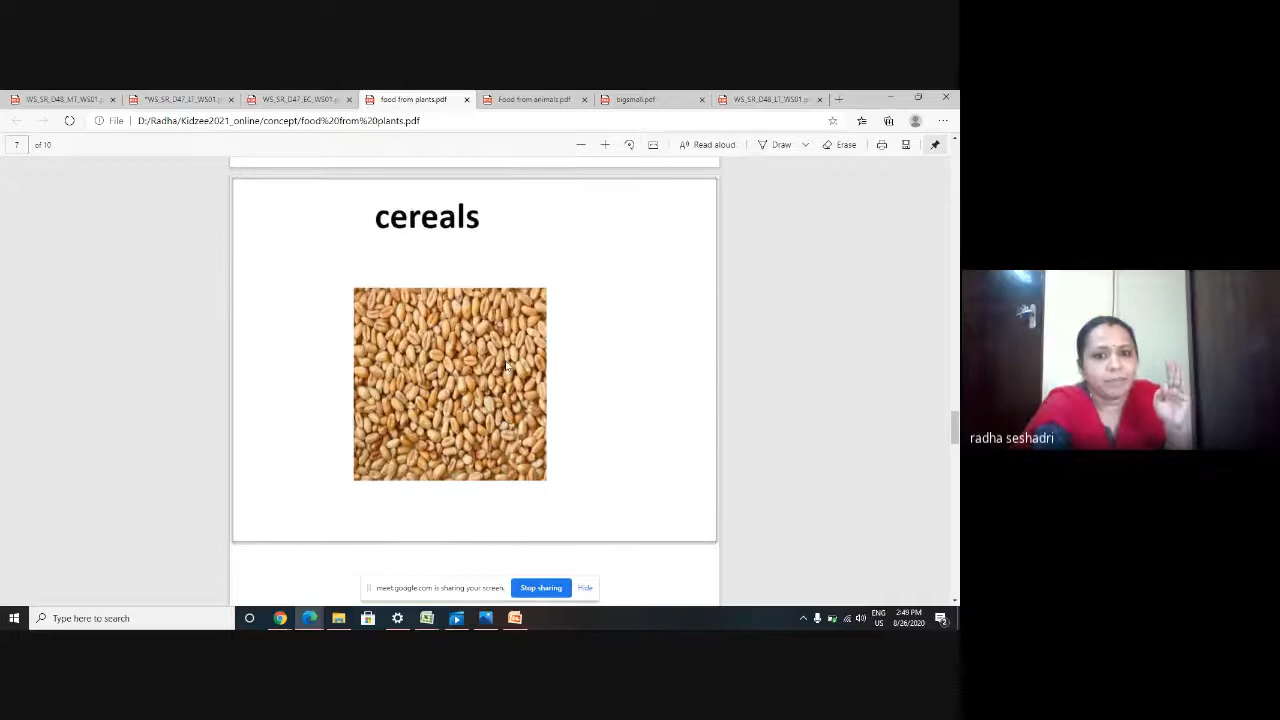 WS_SR_D48_MT_WS01.p
*WS_SR_D47_LT_WS01.
WS_SR_D47_EC_WS01.p
food from plants.pdf
Food from animals.pdf
bigsmall.pdf
WS_SR_D48_LT_WS01.p
File D:/Radha/Kidzee2021_online/concept/food%20from%20plants.pdf
7 of 10
Read aloud
Draw
Erase
cereals
radha seshadri
meet.google.com is sharing your screen.
Stop sharing
Hide
Type here to search
ENG
US
2:49 PM
8/26/2020
2